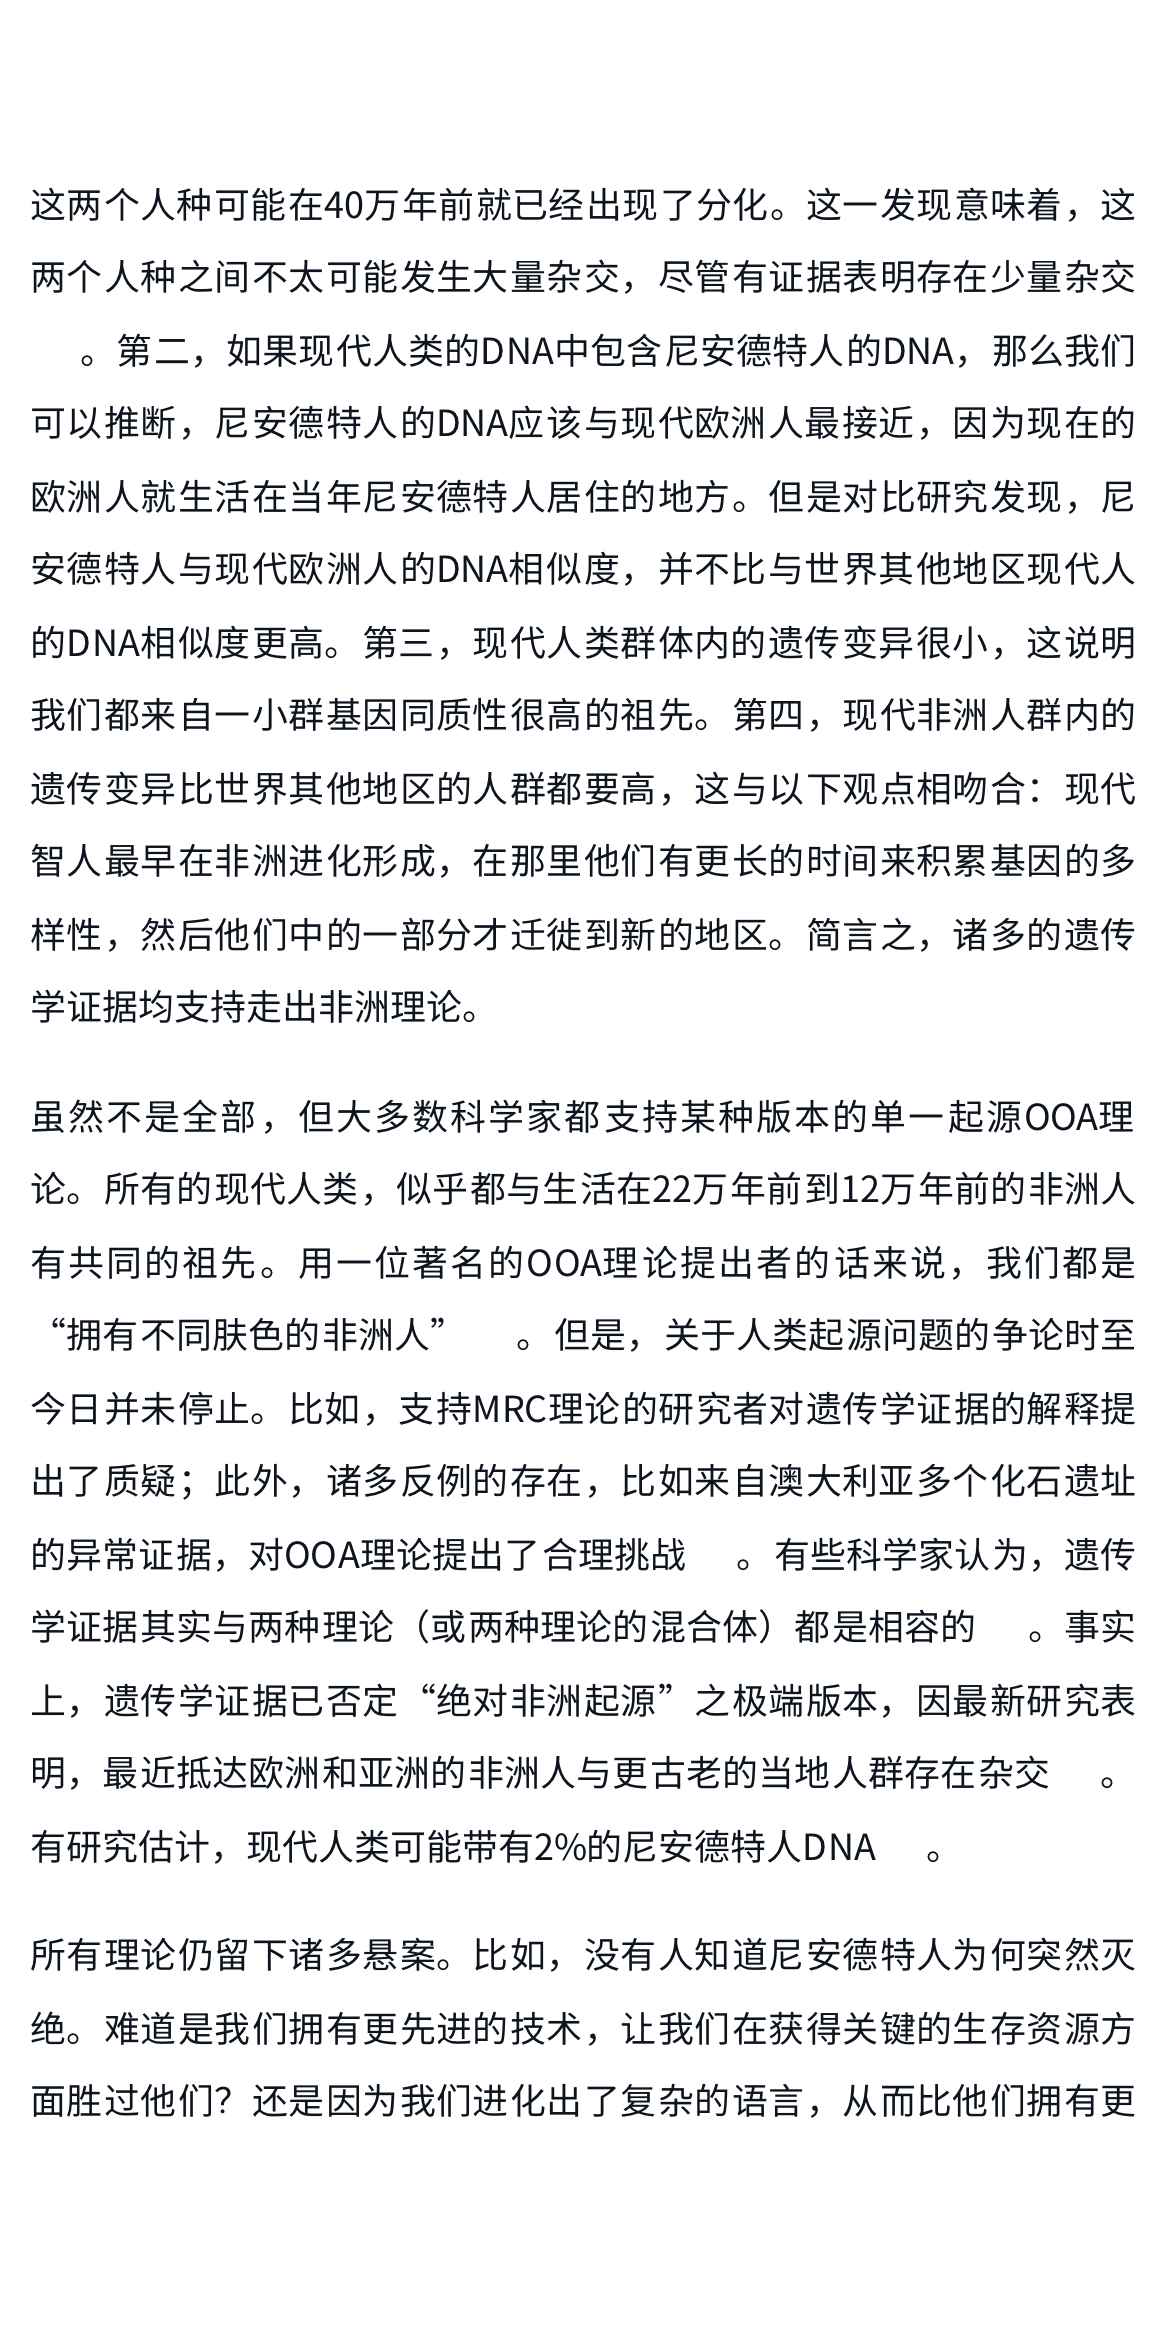 这两个人种可能在40万年前就已经出现了分化。这一发现意味着，这
两个人种之间不太可能发生大量杂交，尽管有证据表明存在少量杂交
。第二，如果现代人类的DNA中包含尼安德特人的DNA，那么我们
可以推断，尼安德特人的DNA应该与现代欧洲人最接近，因为现在的
欧洲人就生活在当年尼安德特人居住的地方。但是对比研究发现，尼
安德特人与现代欧洲人的DNA相似度，并不比与世界其他地区现代人
的DNA相似度更高。第三，现代人类群体内的遗传变异很小，这说明
我们都来自一小群基因同质性很高的祖先。第四，现代非洲人群内的
遗传变异比世界其他地区的人群都要高，这与以下观点相吻合：现代
智人最早在非洲进化形成，在那里他们有更长的时间来积累基因的多
样性，然后他们中的一部分才迁徙到新的地区。简言之，诸多的遗传
学证据均支持走出非洲理论。
虽然不是全部，但大多数科学家都支持某种版本的单一起源OOA理
论。所有的现代人类，似乎都与生活在22万年前到12万年前的非洲人
有共同的祖先。用一位著名的OOA理论提出者的话来说，我们都是
“拥有不同肤色的非洲人” 。但是，关于人类起源问题的争论时至
今日并未停止。比如，支持MRC理论的研究者对遗传学证据的解释提
出了质疑；此外，诸多反例的存在，比如来自澳大利亚多个化石遗址
的异常证据，对OOA理论提出了合理挑战 。有些科学家认为，遗传
学证据其实与两种理论（或两种理论的混合体）都是相容的 。事实
上，遗传学证据已否定“绝对非洲起源”之极端版本，因最新研究表
明，最近抵达欧洲和亚洲的非洲人与更古老的当地人群存在杂交 。
有研究估计，现代人类可能带有2%的尼安德特人DNA 。
所有理论仍留下诸多悬案。比如，没有人知道尼安德特人为何突然灭
绝。难道是我们拥有更先进的技术，让我们在获得关键的生存资源方
面胜过他们？还是因为我们进化出了复杂的语言，从而比他们拥有更